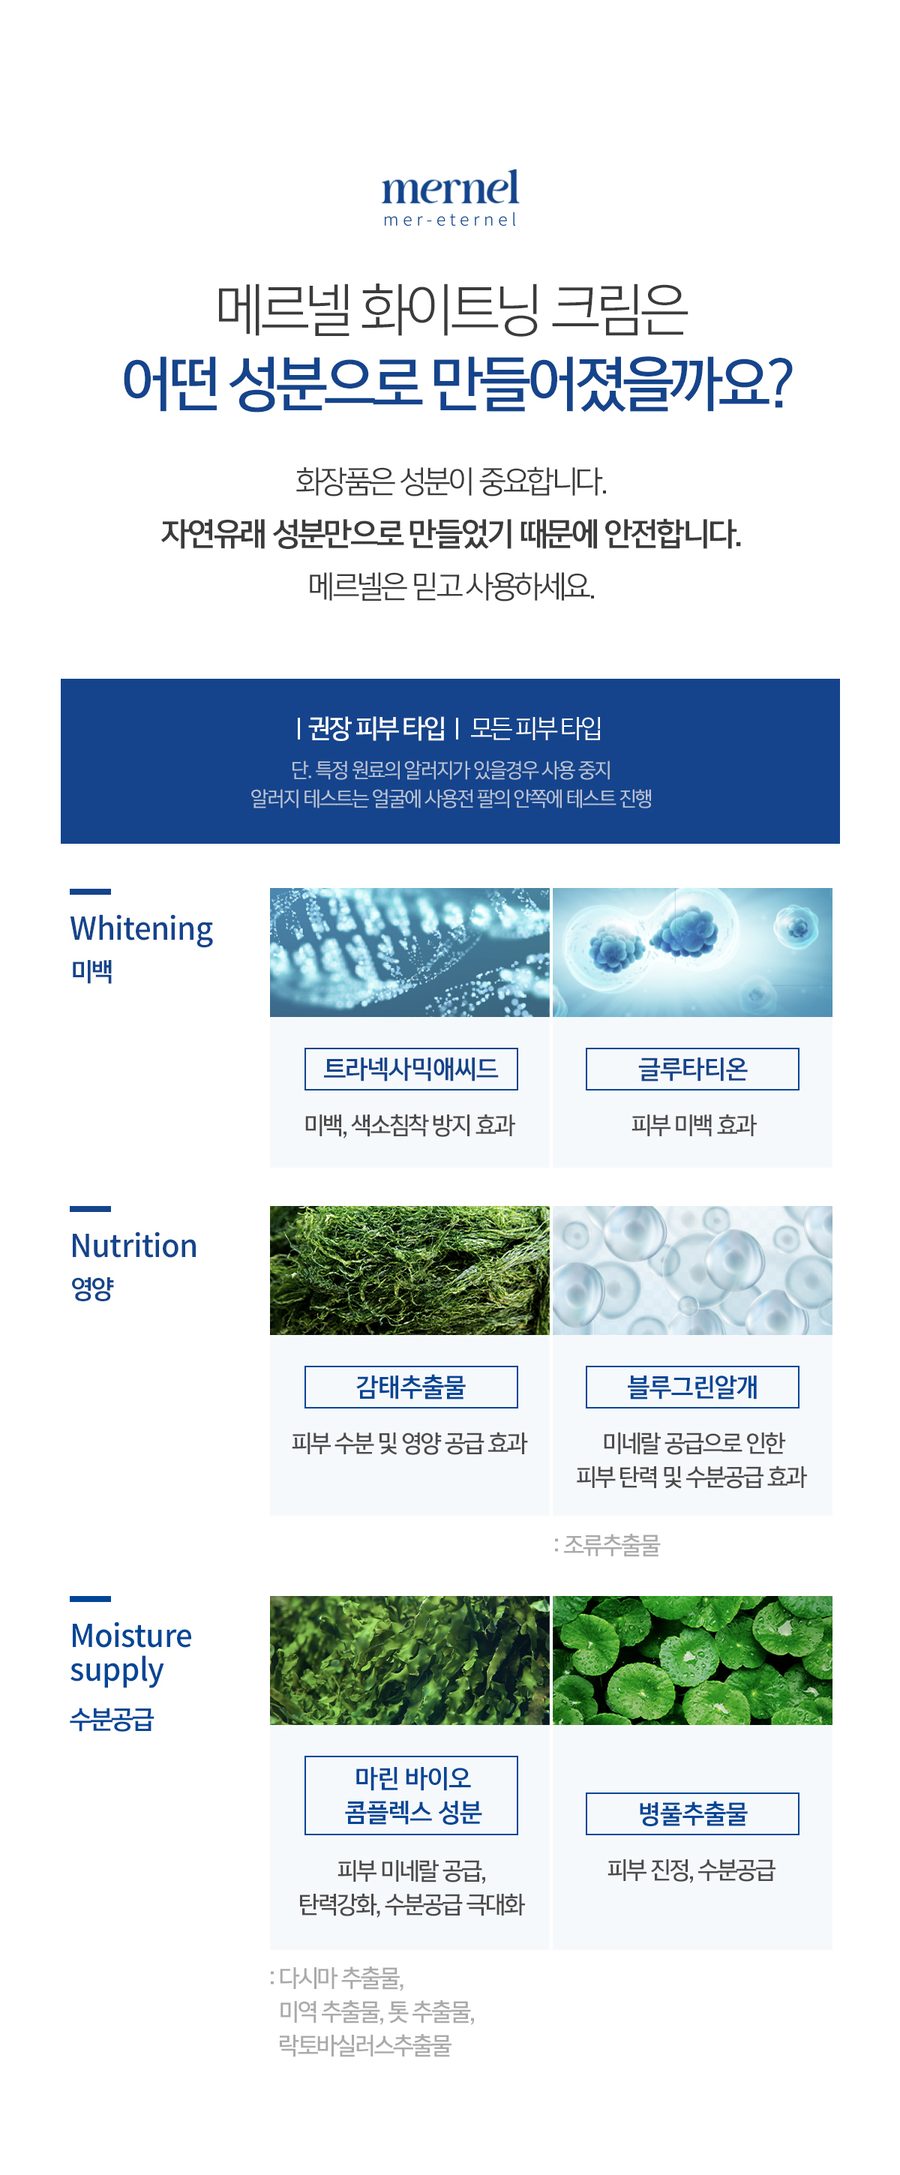 mernel
mer-eternel
메르넬 화이트닝 크림은
어떤 성분으로 만들어졌을까요?
화장품은 성분이 중요합니다.
자연유래 성분만으로 만들었기 때문에 안전합니다.
메르넬은 믿고 사용하세요.
| 권장 피부 타입 | 모든 피부 타입
단. 특정 원료의 알러지가 있을경우 사용 중지
알러지 테스트는 얼굴에 사용전 팔의 안쪽에 테스트 진행
Whitening
미백
트라넥사믹애씨드
미백, 색소침착 방지 효과
글루타티온
피부 미백 효과
Nutrition
영양
감태추출물
피부 수분 및 영양 공급 효과
블루그린알개
미네랄 공급으로 인한
피부 탄력 및 수분공급 효과
: 조류추출물
Moisture
supply
수분공급
마린 바이오
콤플렉스 성분
피부 미네랄 공급,
탄력강화, 수분공급 극대화
병풀추출물
피부 진정, 수분공급
: 다시마 추출물,
미역 추출물, 톳 추출물,
락토바실러스추출물